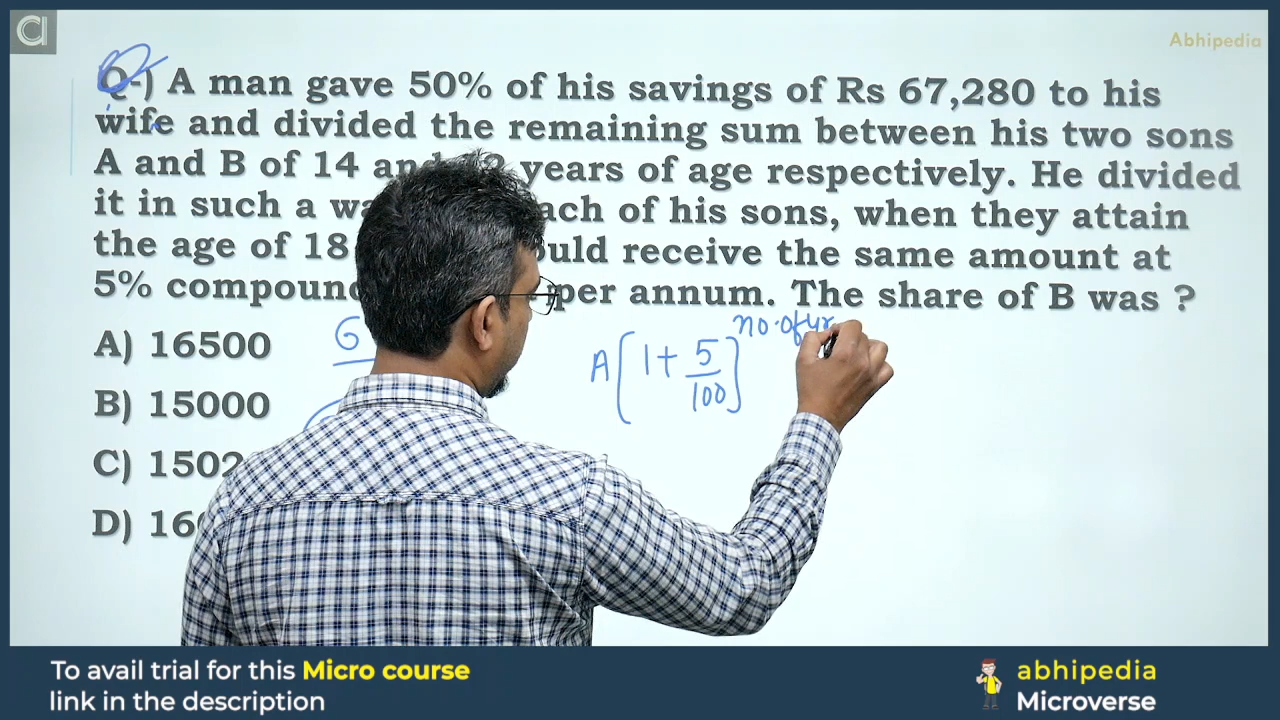 Abhipedia
Q-) A man gave 50% of his savings of Rs 67,280 to his
wife and divided the remaining sum between his two sons
A and B of 14 and years of age respectively. He divided
it in such a each of his sons, when they attain
the age of 18 would receive the same amount at
5% per annum. The share of B was ?
A) 16500
B) 15000
C) 1502
D) 16
A[1+ 5/100] no. of yr
To avail trial for this Micro course
link in the description
abhipedia
Microverse